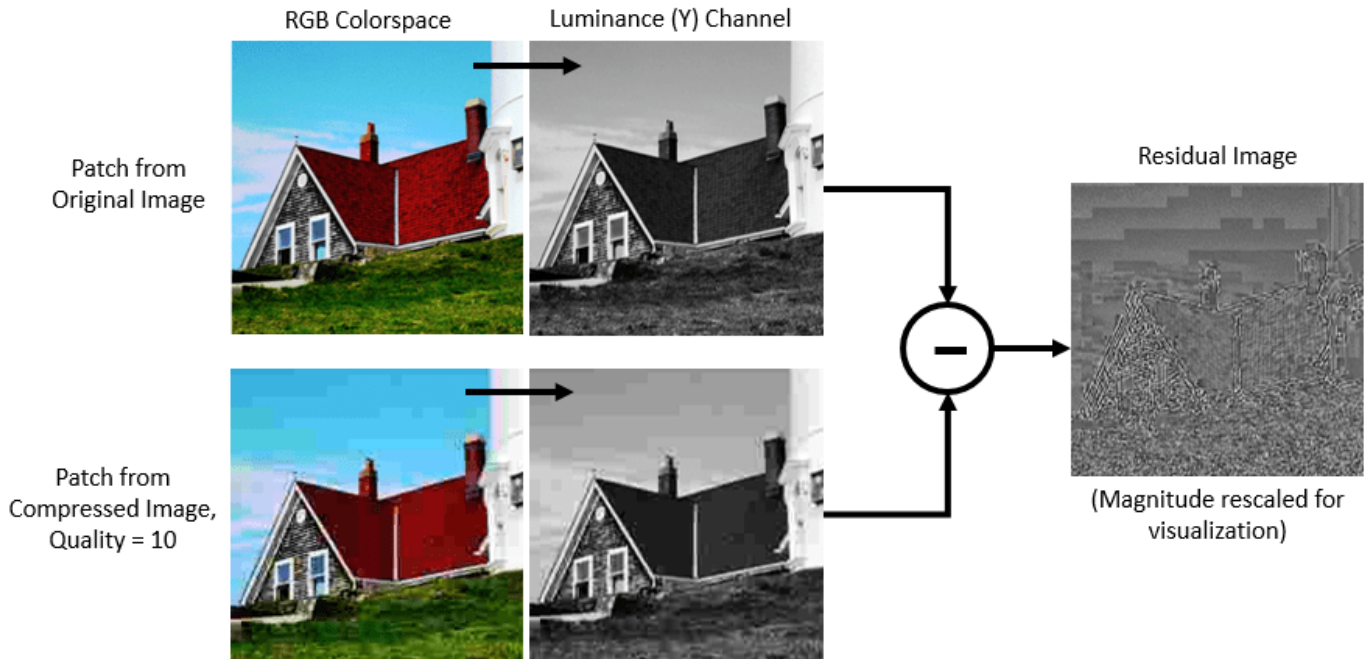 RGB Colorspace
Luminance (Y) Channel
Patch from
Original Image
Residual Image
Patch from
Compressed Image,
Quality = 10
(Magnitude rescaled for
visualization)